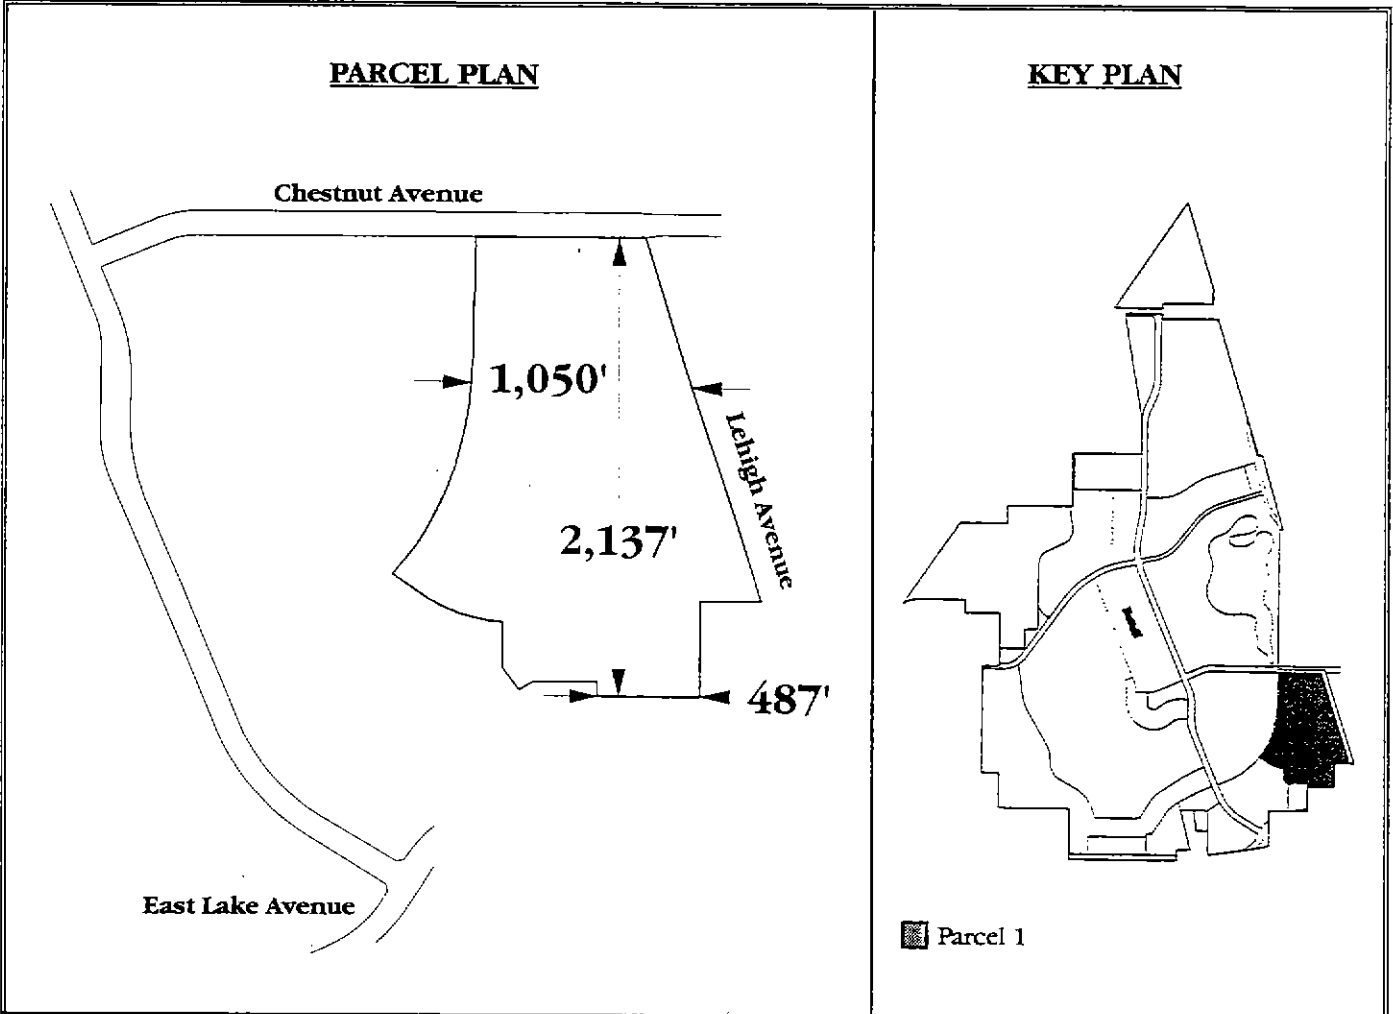 PARCEL PLAN
Chestnut Avenue
1,050'
Lehigh Avenue
2,137'
487'
East Lake Avenue
KEY PLAN
Parcel 1